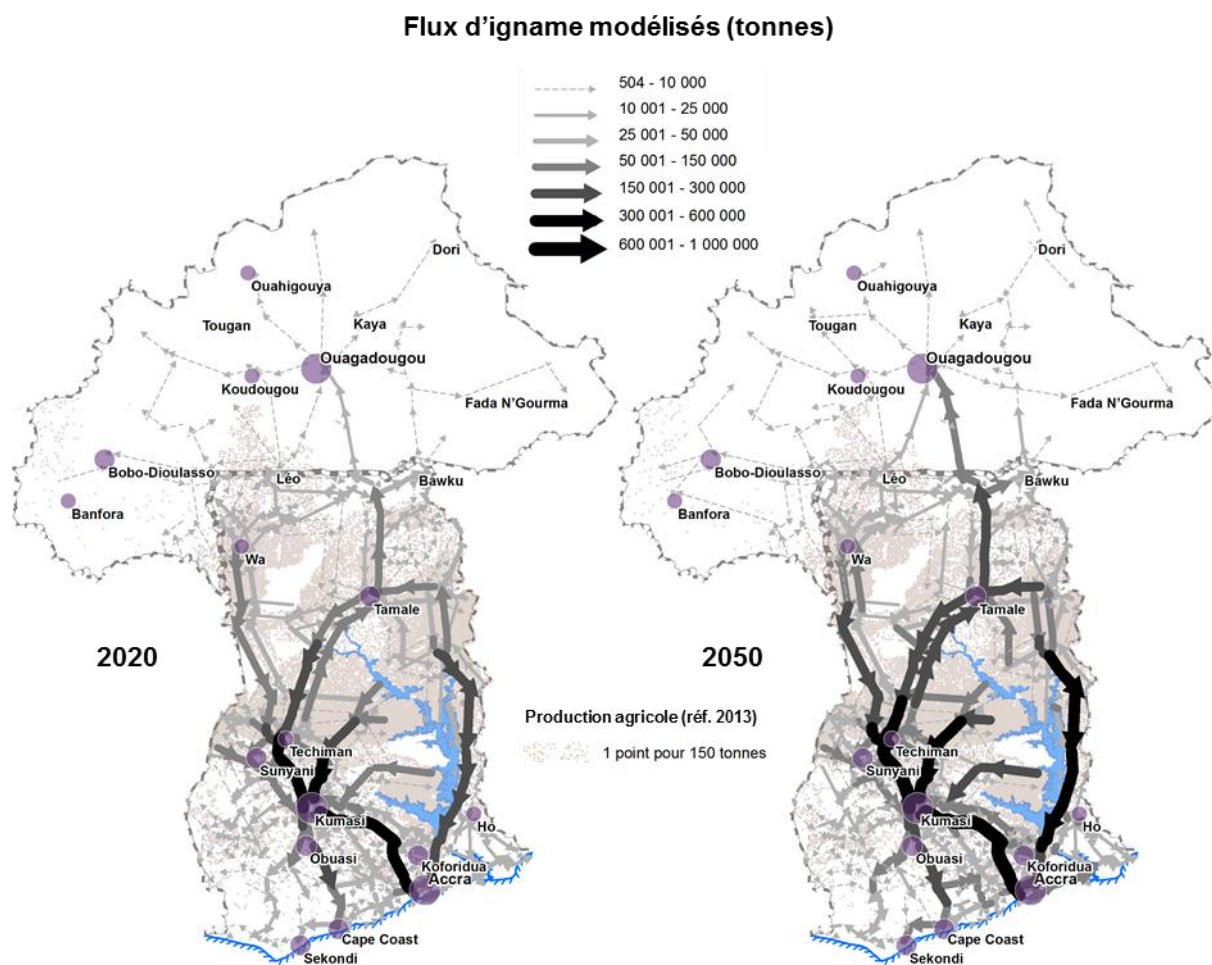 Flux d'igname modélisés (tonnes)
504 - 10 000
10 001 - 25 000
25 001 - 50 000
50 001 - 150 000
150 001 - 300 000
300 001 - 600 000
600 001 - 1 000 000
Dori
Ouahigouya
Tougan
Kaya
Ouagadougou
Koudougou
Fada N'Gourma
Bobo-Dioulasso
Léo
Bawku
Banfora
Wa
Tamale
2020
Techiman
Sunyani
Kumasi
Ho
Obuasi
Koforidua
Accra
Cape Coast
Sekondi
Production agricole (réf. 2013)
1 point pour 150 tonnes
Dori
Ouahigouya
Tougan
Kaya
Ouagadougou
Koudougou
Fada N'Gourma
Bobo-Dioulasso
Léo
Bawku
Banfora
Wa
Tamale
2050
Techiman
Sunyani
Kumasi
Ho
Obuasi
Koforidua
Accra
Cape Coast
Sekondi